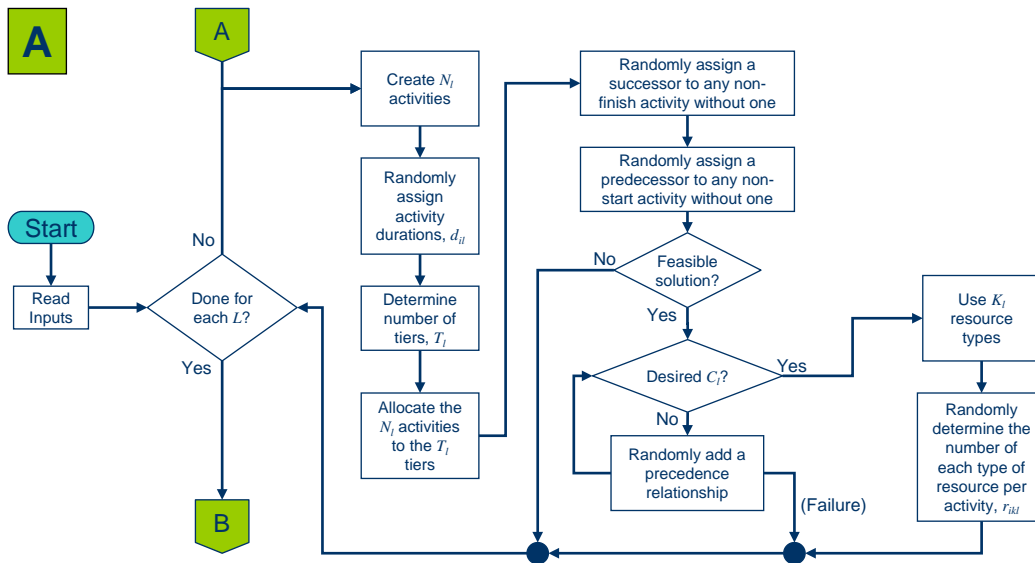 A
A
Create N_l
activities
Randomly
assign
activity
durations, d_il
Determine
number of
tiers, T_l
Allocate the
N_l activities
to the T_l
tiers
Start
Read
Inputs
No
Done for
each L?
Yes
B
Randomly assign a
successor to any non-
finish activity without one
Randomly assign a
predecessor to any non-
start activity without one
No
Feasible
solution?
Yes
Desired C_l?
Yes
No
Randomly add a
precedence
relationship
(Failure)
Use K_l
resource
types
Randomly
determine the
number of
each type of
resource per
activity, r_ikl